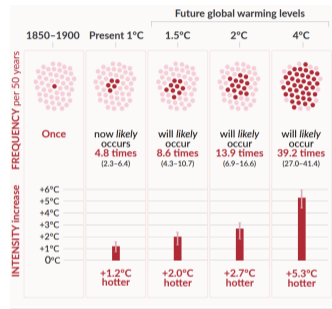 Future global warming levels
1850–1900 Present 1°C 1.5°C 2°C 4°C
FREQUENCY per 50 years
Once
now likely
occurs
4.8 times
(2.3–6.4)
will likely
occur
8.6 times
(4.3–10.7)
will likely
occur
13.9 times
(6.9–16.6)
will likely
occur
39.2 times
(27.0–41.4)
INTENSITY increase
+6°C
+5°C
+4°C
+3°C
+2°C
+1°C
0°C
+1.2°C
hotter
+2.0°C
hotter
+2.7°C
hotter
+5.3°C
hotter